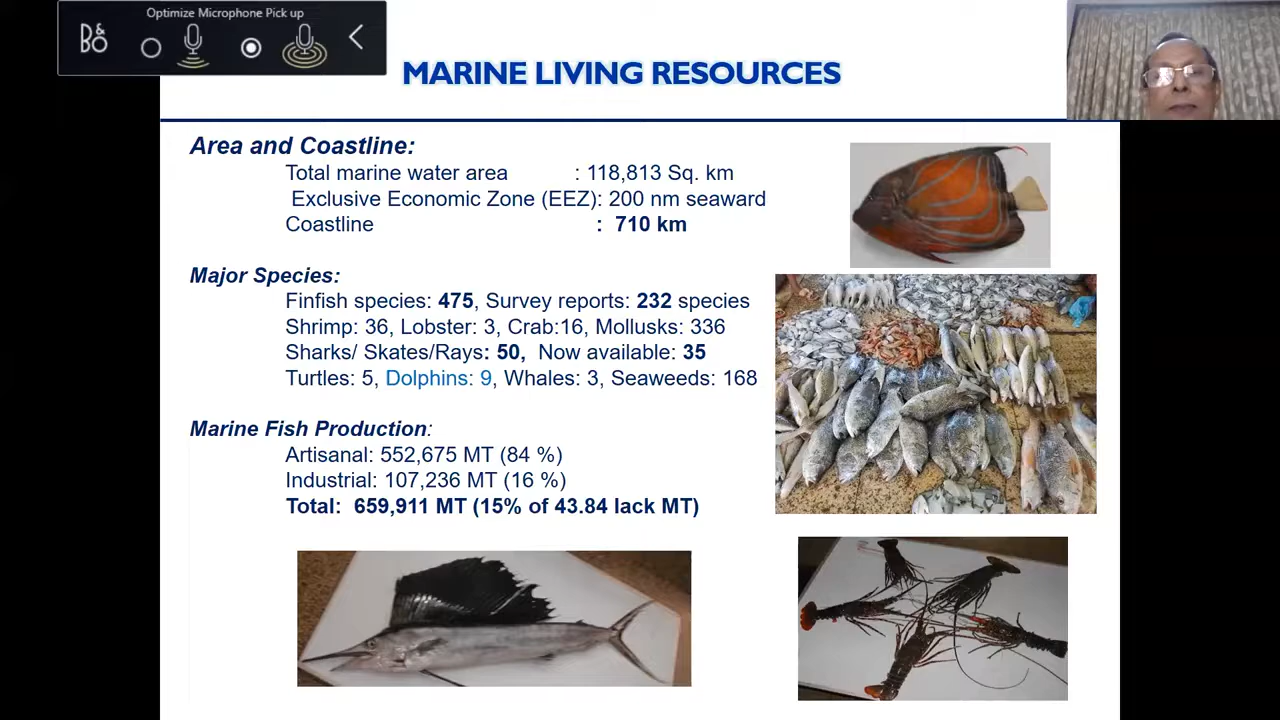 Optimize Microphone Pick up
B&O
MARINE LIVING RESOURCES
Area and Coastline:
Total marine water area : 118,813 Sq. km
Exclusive Economic Zone (EEZ): 200 nm seaward
Coastline : 710 km
Major Species:
Finfish species: 475, Survey reports: 232 species
Shrimp: 36, Lobster: 3, Crab:16, Mollusks: 336
Sharks/ Skates/Rays: 50, Now available: 35
Turtles: 5, Dolphins: 9, Whales: 3, Seaweeds: 168
Marine Fish Production:
Artisanal: 552,675 MT (84 %)
Industrial: 107,236 MT (16 %)
Total: 659,911 MT (15% of 43.84 lack MT)